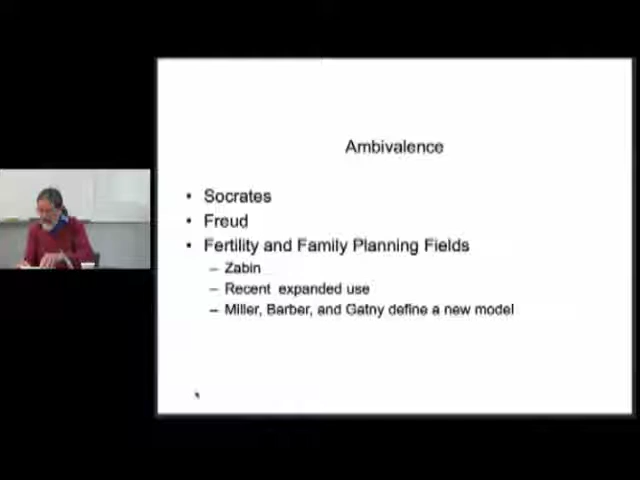 Ambivalence
• Socrates
• Freud
• Fertility and Family Planning Fields
– Zabin
– Recent expanded use
– Miller, Barber, and Gatny define a new model